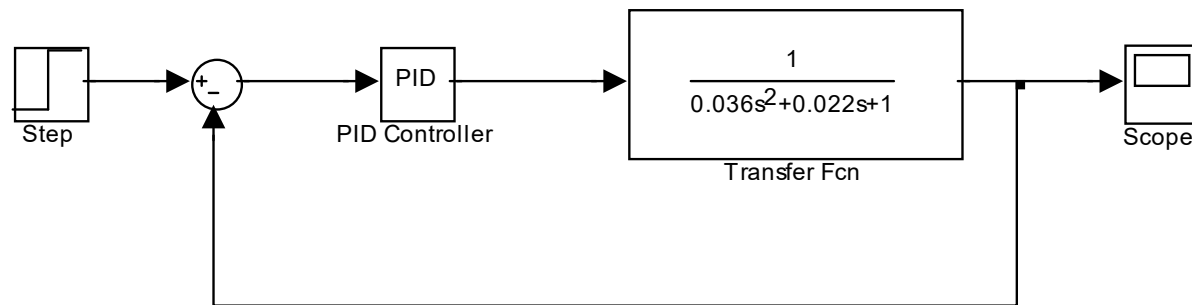 Step
+
−
PID
PID Controller
1
0.036s²+0.022s+1
Transfer Fcn
Scope